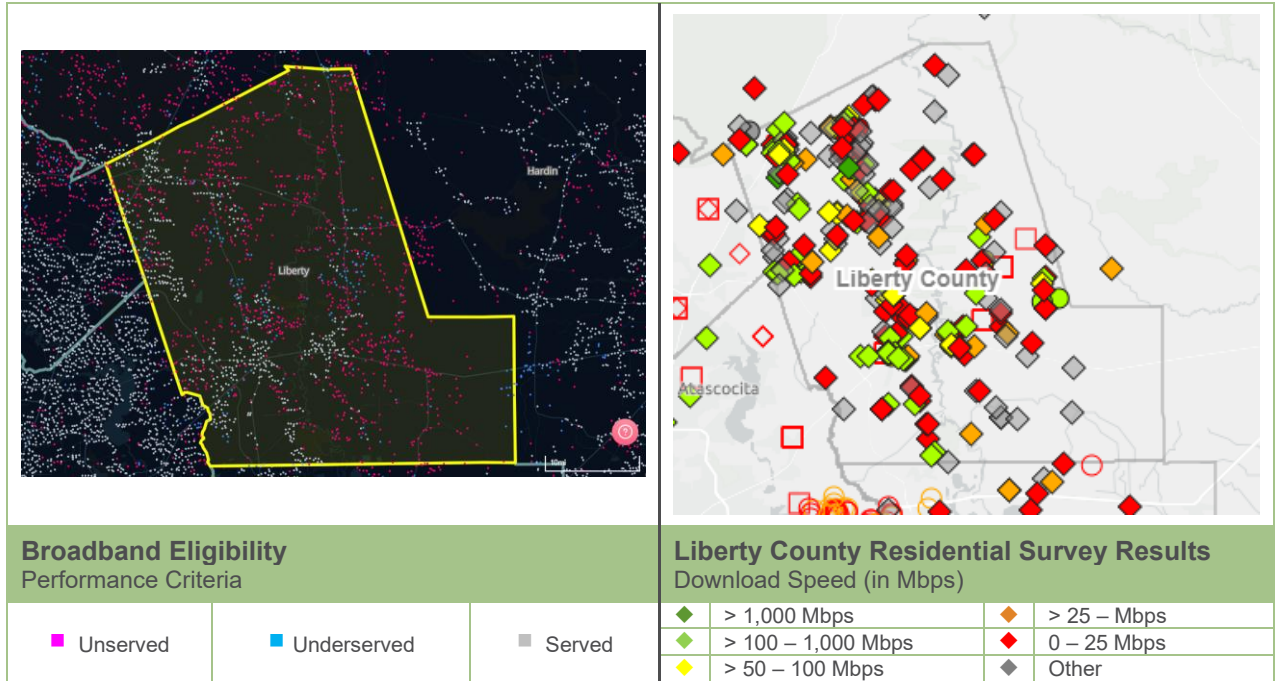 Hardin
Liberty
10mi
Liberty County
Atascocita
Broadband Eligibility
Performance Criteria
Unserved
Underserved
Served
Liberty County Residential Survey Results
Download Speed (in Mbps)
> 1,000 Mbps
> 25 – Mbps
> 100 – 1,000 Mbps
0 – 25 Mbps
> 50 – 100 Mbps
Other